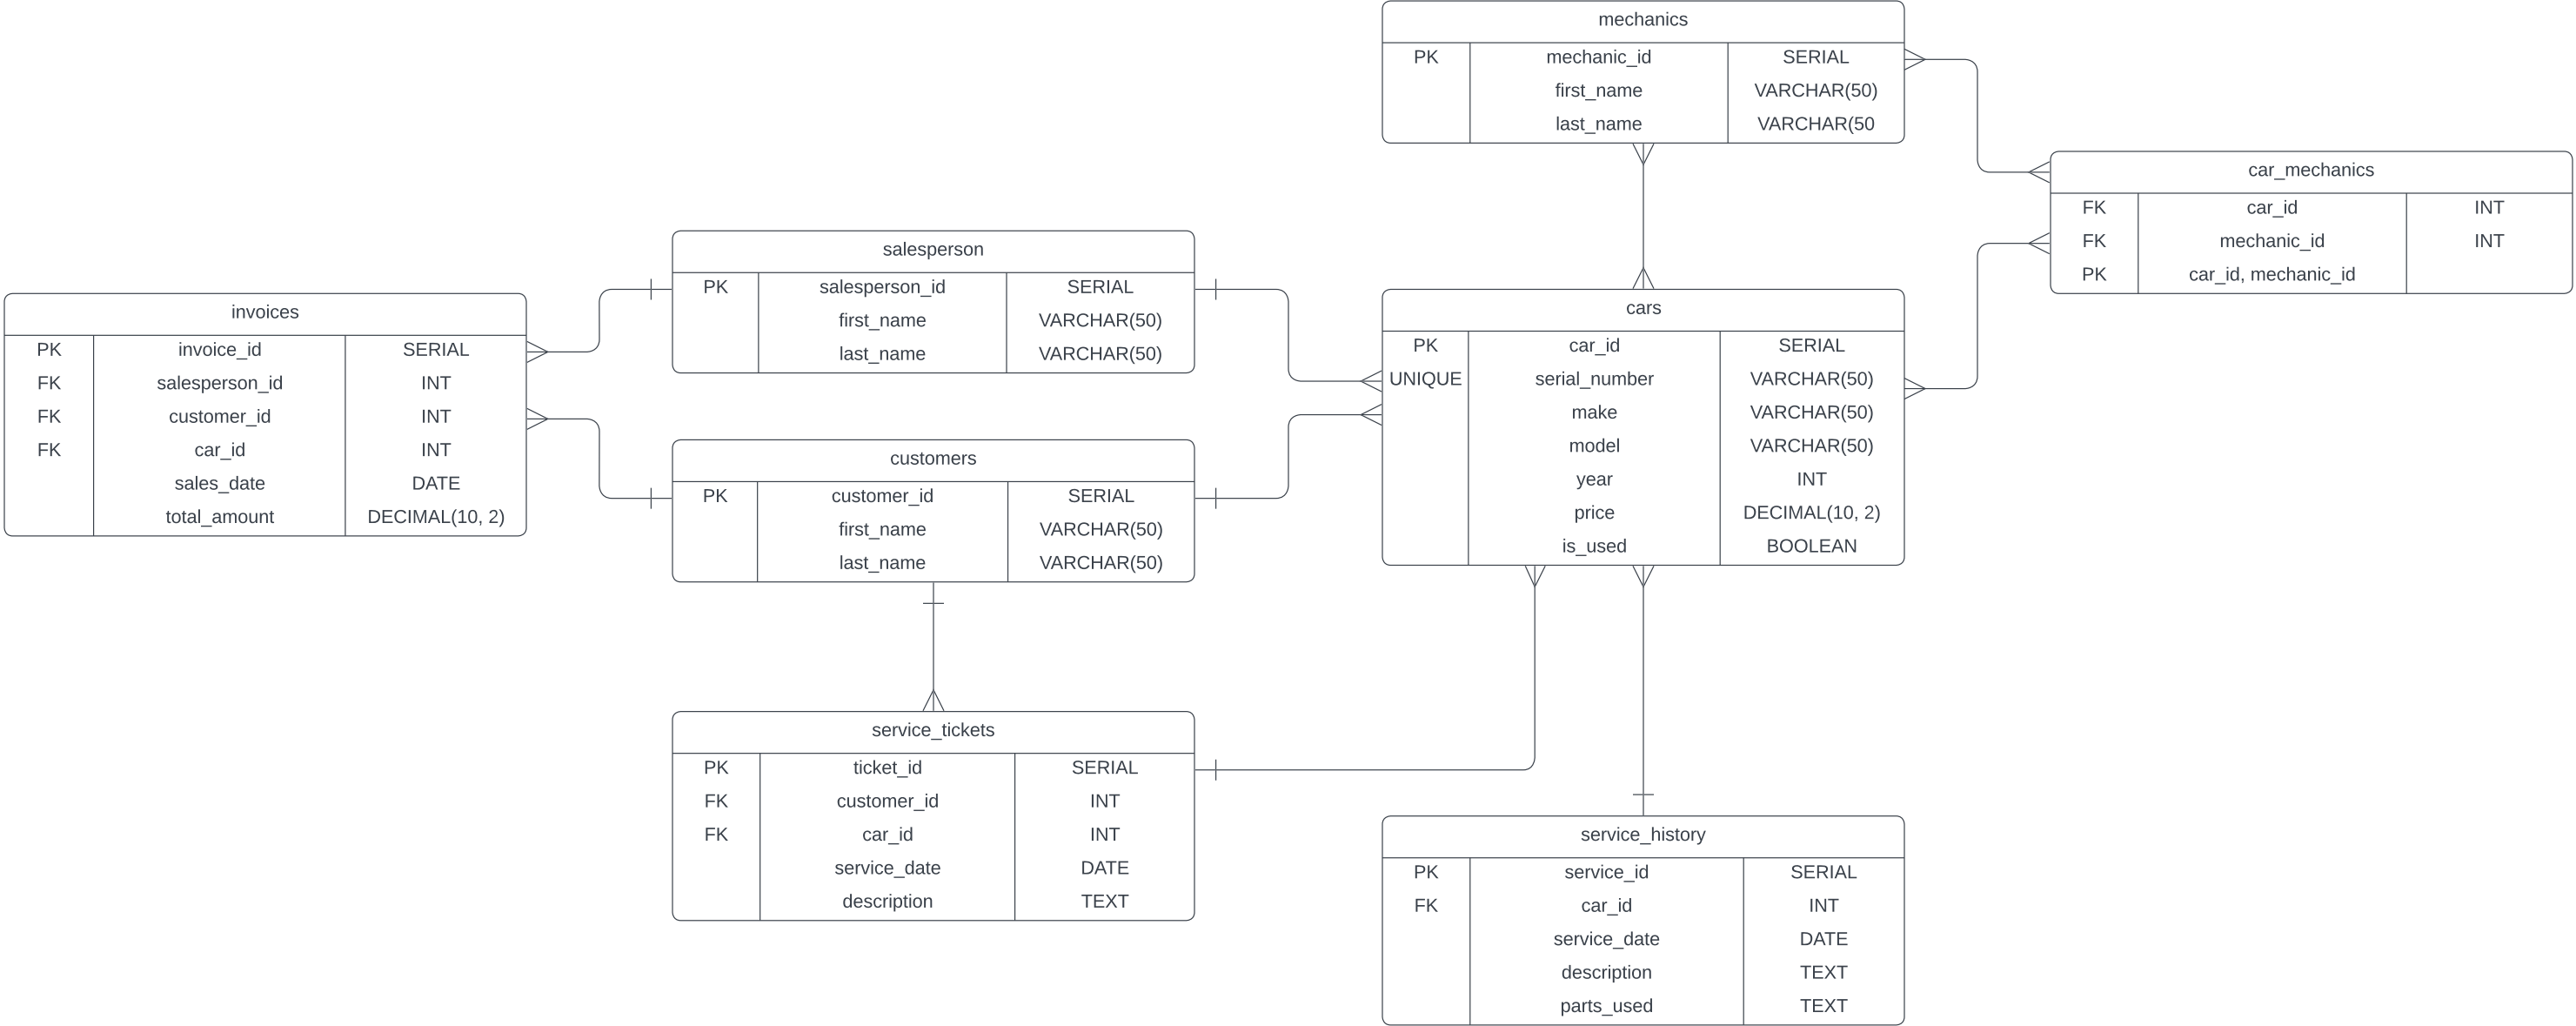 mechanics
PK mechanic_id SERIAL
first_name VARCHAR(50)
last_name VARCHAR(50
car_mechanics
FK car_id INT
FK mechanic_id INT
PK car_id, mechanic_id
salesperson
PK salesperson_id SERIAL
first_name VARCHAR(50)
last_name VARCHAR(50)
invoices
PK invoice_id SERIAL
FK salesperson_id INT
FK customer_id INT
FK car_id INT
sales_date DATE
total_amount DECIMAL(10, 2)
cars
PK car_id SERIAL
UNIQUE serial_number VARCHAR(50)
make VARCHAR(50)
model VARCHAR(50)
year INT
price DECIMAL(10, 2)
is_used BOOLEAN
customers
PK customer_id SERIAL
first_name VARCHAR(50)
last_name VARCHAR(50)
service_tickets
PK ticket_id SERIAL
FK customer_id INT
FK car_id INT
service_date DATE
description TEXT
service_history
PK service_id SERIAL
FK car_id INT
service_date DATE
description TEXT
parts_used TEXT